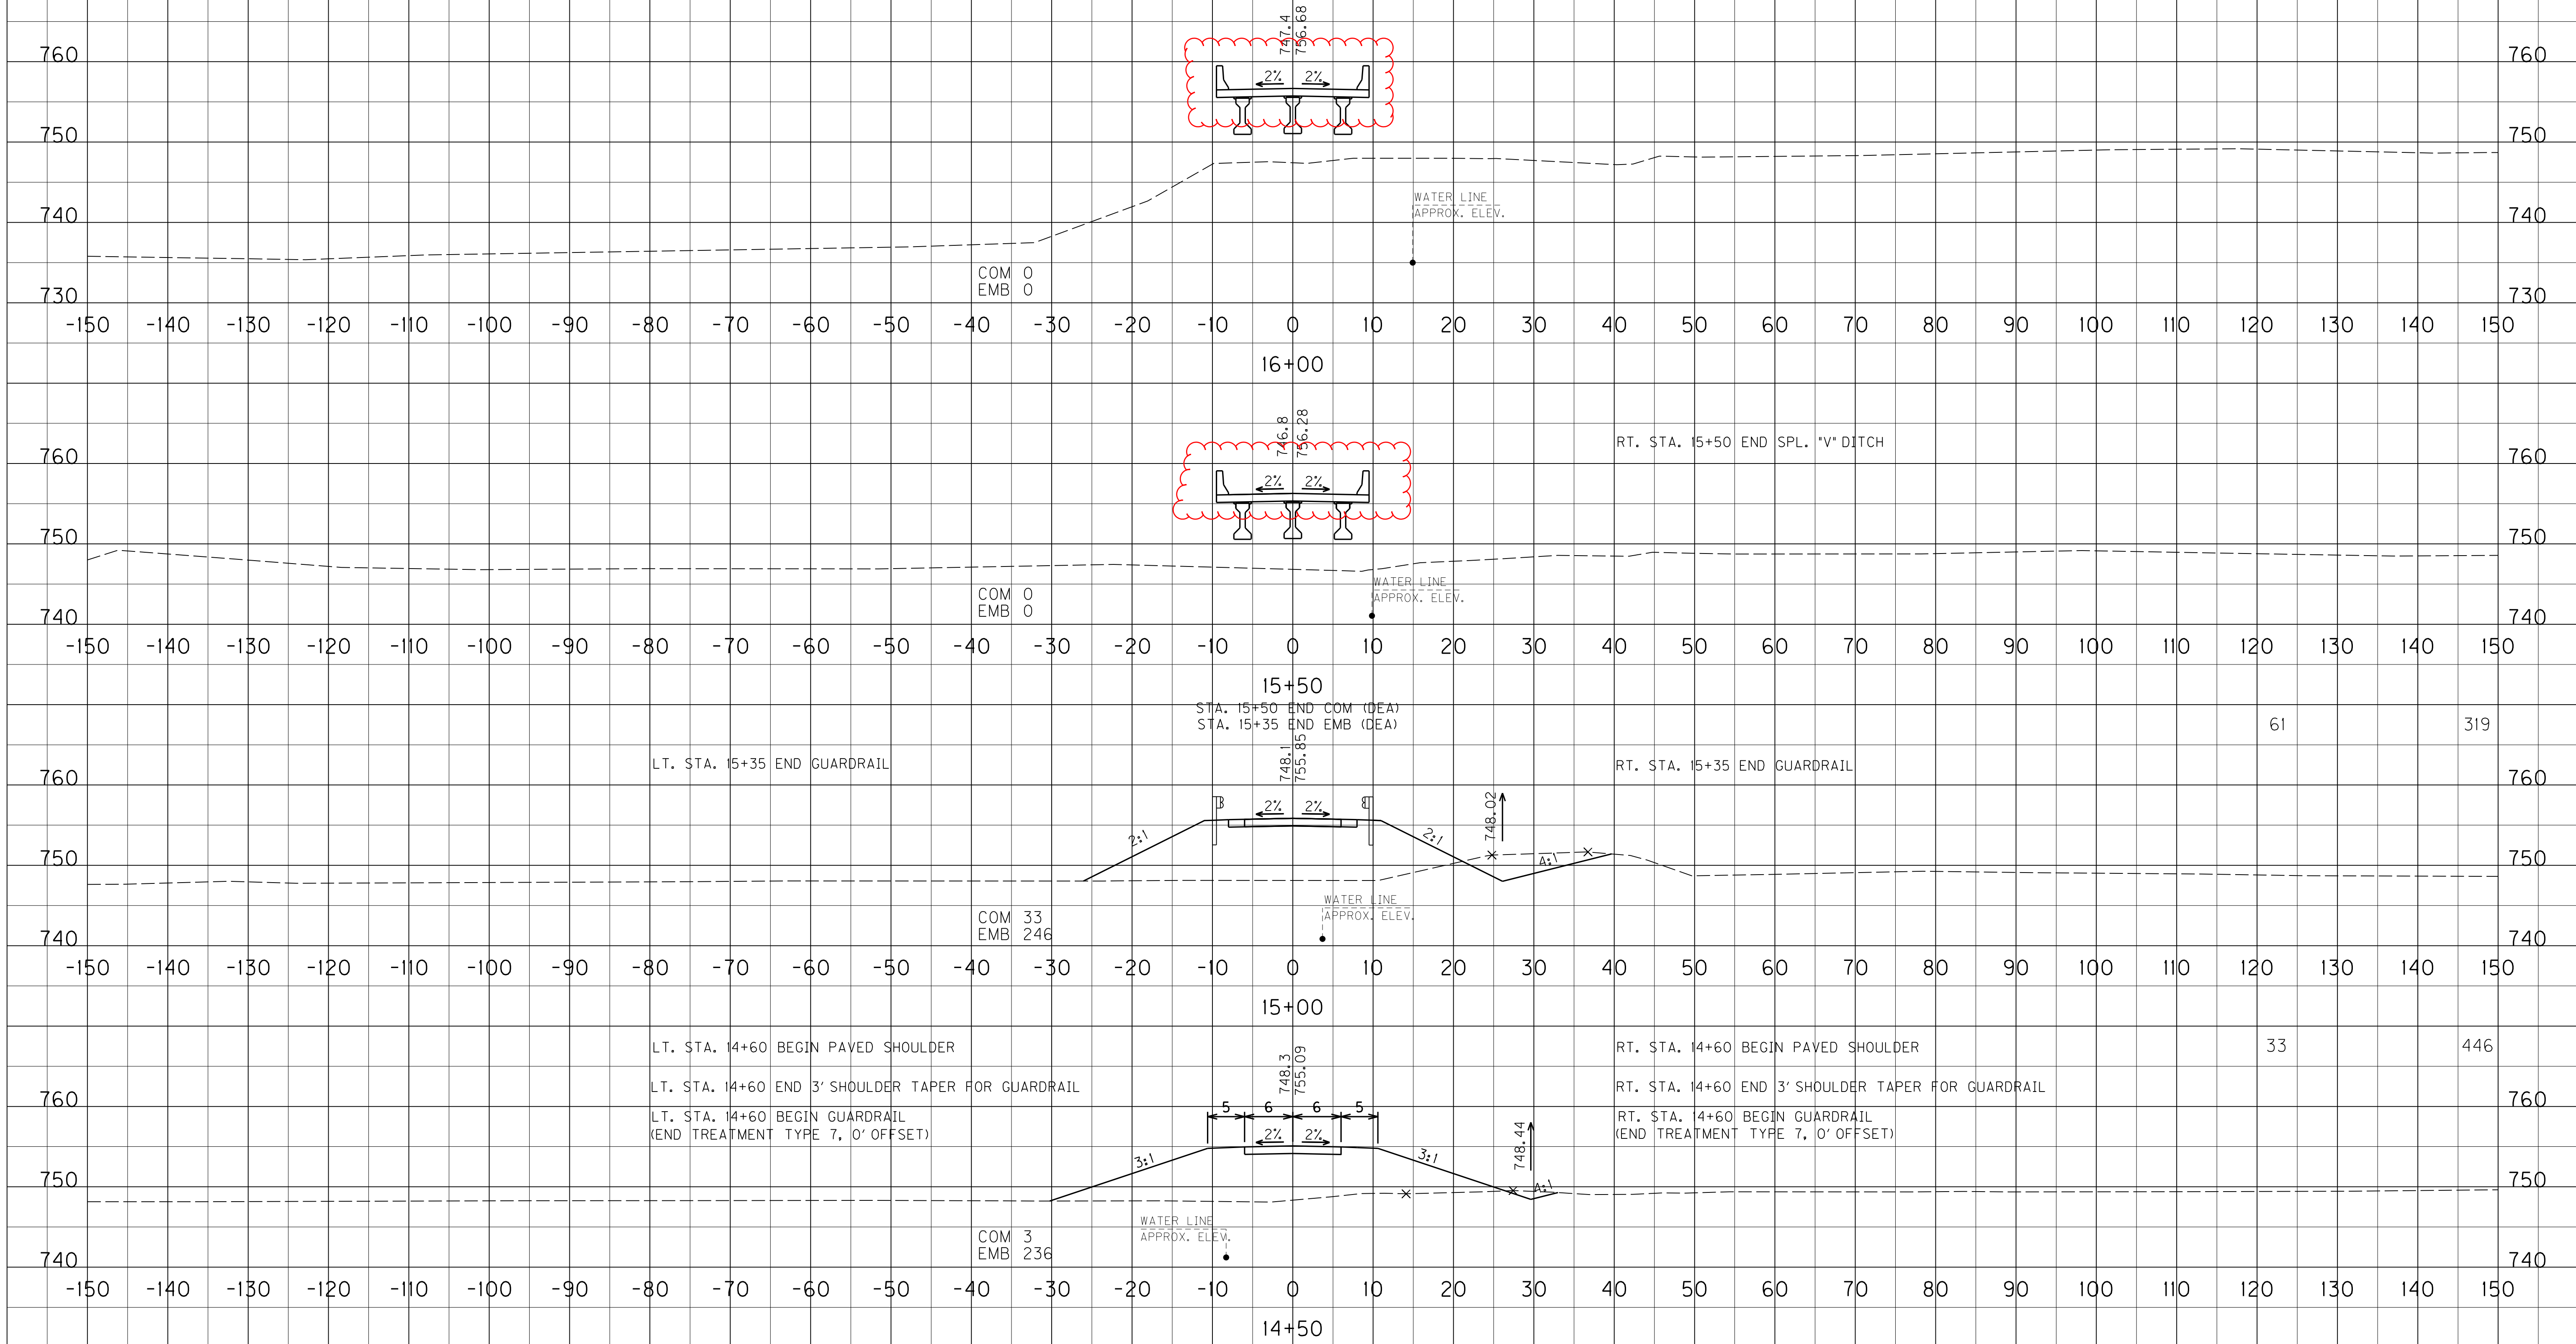 747.4
756.68
760 760
2% 2%
750 750
WATER LINE
740 APPROX. ELEV. 740
COM 0
EMB 0
730 730
-150 -140 -130 -120 -110 -100 -90 -80 -70 -60 -50 -40 -30 -20 -10 0 10 20 30 40 50 60 70 80 90 100 110 120 130 140 150
16+00
746.8
756.28
RT. STA. 15+50 END SPL. "V" DITCH
760 760
2% 2%
750 750
WATER LINE
COM 0 APPROX. ELEV.
EMB 0
740 740
-150 -140 -130 -120 -110 -100 -90 -80 -70 -60 -50 -40 -30 -20 -10 0 10 20 30 40 50 60 70 80 90 100 110 120 130 140 150
15+50
STA. 15+50 END COM (DEA)
STA. 15+35 END EMB (DEA) 61 319
748.1
755.85
LT. STA. 15+35 END GUARDRAIL RT. STA. 15+35 END GUARDRAIL
760 760
2% 2% 748.02
2:1 2:1
4:1
750 750
WATER LINE
COM 33 APPROX. ELEV.
EMB 246
740 740
-150 -140 -130 -120 -110 -100 -90 -80 -70 -60 -50 -40 -30 -20 -10 0 10 20 30 40 50 60 70 80 90 100 110 120 130 140 150
15+00
LT. STA. 14+60 BEGIN PAVED SHOULDER RT. STA. 14+60 BEGIN PAVED SHOULDER 33 446
748.3
755.09
LT. STA. 14+60 END 3' SHOULDER TAPER FOR GUARDRAIL RT. STA. 14+60 END 3' SHOULDER TAPER FOR GUARDRAIL
760 760
5 6 6 5
LT. STA. 14+60 BEGIN GUARDRAIL RT. STA. 14+60 BEGIN GUARDRAIL
(END TREATMENT TYPE 7, 0' OFFSET) 2% 2% (END TREATMENT TYPE 7, 0' OFFSET)
748.44
3:1 3:1
4:1
750 750
WATER LINE
COM 3 APPROX. ELEV.
EMB 236
740 740
-150 -140 -130 -120 -110 -100 -90 -80 -70 -60 -50 -40 -30 -20 -10 0 10 20 30 40 50 60 70 80 90 100 110 120 130 140 150
14+50